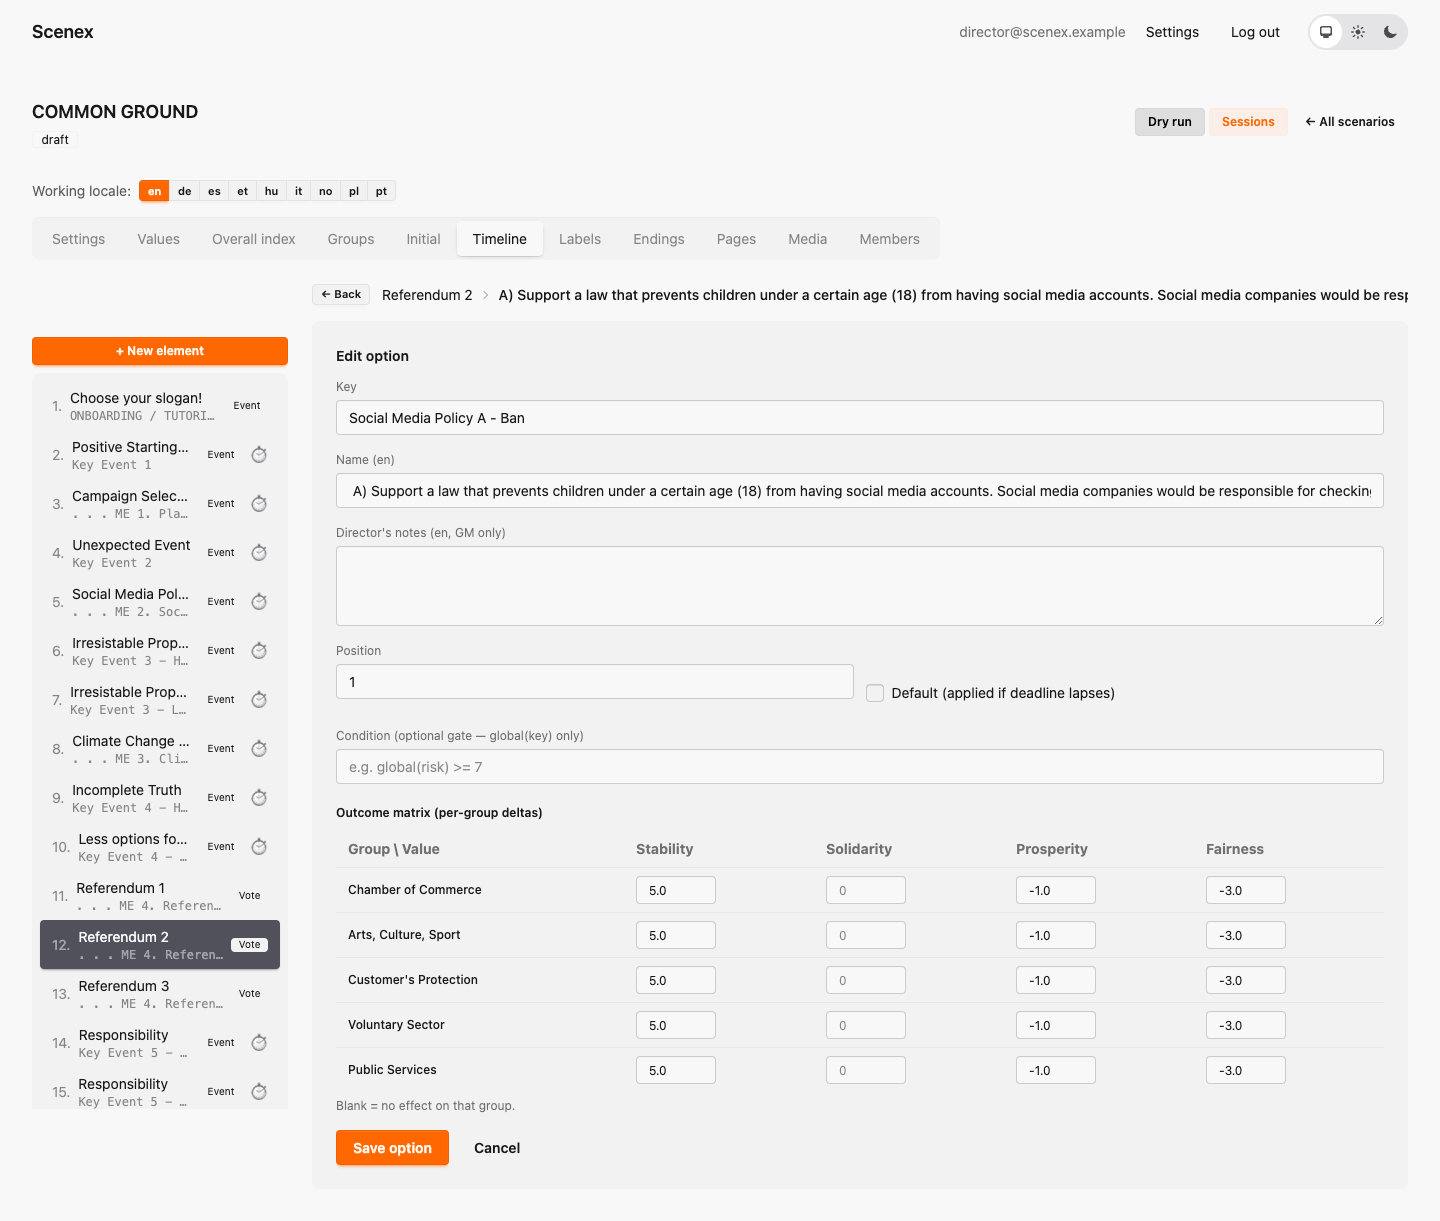 Scenex
director@scenex.example Settings Log out
COMMON GROUND
draft
Dry run Sessions ← All scenarios
Working locale: en de es et hu it no pl pt
Settings Values Overall index Groups Initial Timeline Labels Endings Pages Media Members
← Back Referendum 2 > A) Support a law that prevents children under a certain age (18) from having social media accounts. Social media companies would be resp
+ New element
1. Choose your slogan! Event
ONBOARDING / TUTORI…
2. Positive Starting… Event
Key Event 1
3. Campaign Selec… Event
. . . ME 1. Pla…
4. Unexpected Event Event
Key Event 2
5. Social Media Pol… Event
. . . ME 2. Soc…
6. Irresistable Prop… Event
Key Event 3 – H…
7. Irresistable Prop… Event
Key Event 3 – L…
8. Climate Change … Event
. . . ME 3. Cli…
9. Incomplete Truth Event
Key Event 4 – H…
10. Less options fo… Event
Key Event 4 – …
11. Referendum 1 Vote
. . . ME 4. Referen…
12. Referendum 2 Vote
. . . ME 4. Referen…
13. Referendum 3 Vote
. . . ME 4. Referen…
14. Responsibility Event
Key Event 5 – …
15. Responsibility Event
Key Event 5 – …
Edit option
Key
Social Media Policy A - Ban
Name (en)
A) Support a law that prevents children under a certain age (18) from having social media accounts. Social media companies would be responsible for checking
Director's notes (en, GM only)
Position
1
Default (applied if deadline lapses)
Condition (optional gate — global(key) only)
e.g. global(risk) >= 7
Outcome matrix (per-group deltas)
Group \ Value Stability Solidarity Prosperity Fairness
Chamber of Commerce 5.0 0 -1.0 -3.0
Arts, Culture, Sport 5.0 0 -1.0 -3.0
Customer's Protection 5.0 0 -1.0 -3.0
Voluntary Sector 5.0 0 -1.0 -3.0
Public Services 5.0 0 -1.0 -3.0
Blank = no effect on that group.
Save option Cancel